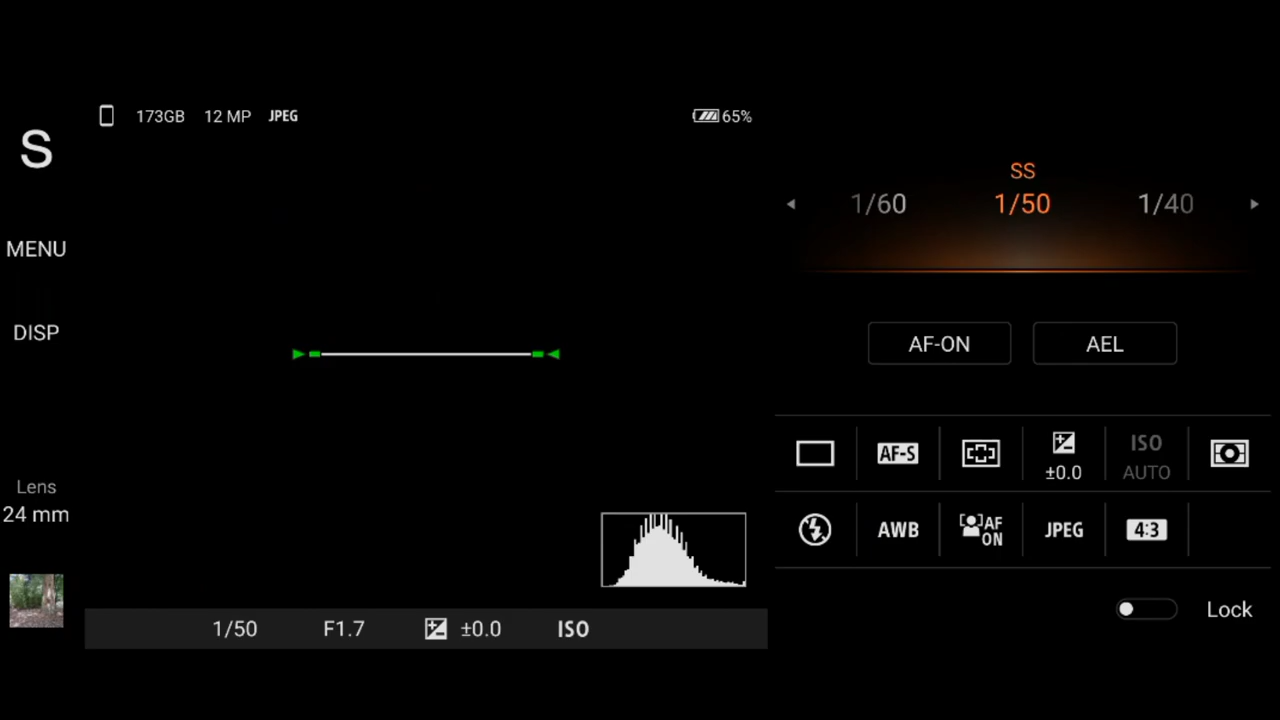 173GB 12 MP JPEG 65%
S
MENU
DISP
Lens
24 mm
1/50 F1.7 ±0.0 ISO
SS
1/60 1/50 1/40
AF-ON AEL
AF-S ±0.0 ISO AUTO
AWB AF ON JPEG 4:3
Lock